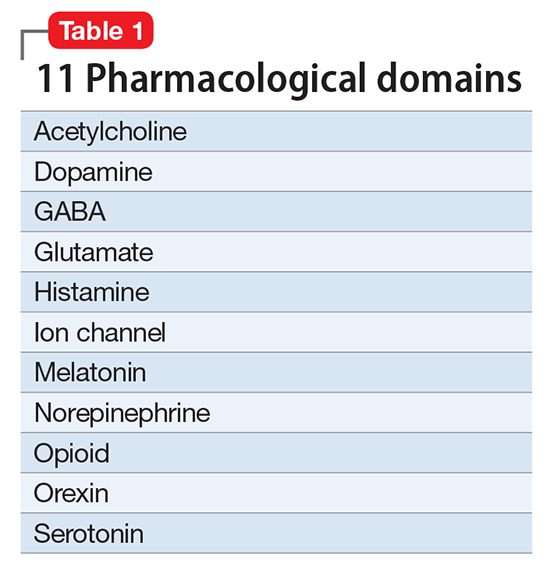 Table 1
11 Pharmacological domains
Acetylcholine
Dopamine
GABA
Glutamate
Histamine
Ion channel
Melatonin
Norepinephrine
Opioid
Orexin
Serotonin